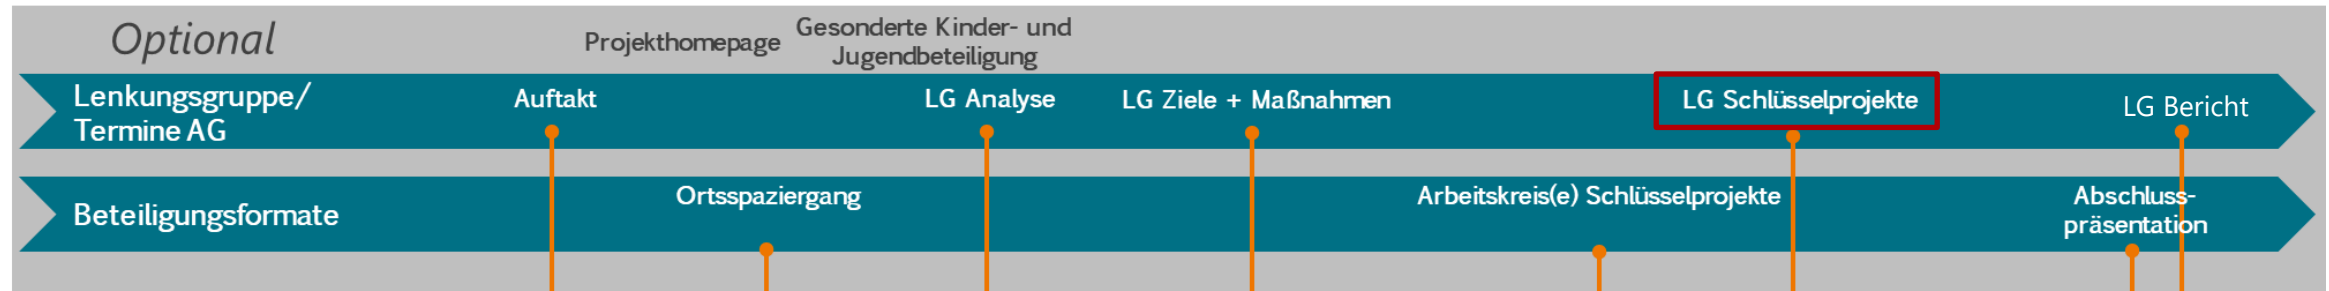 Optional
Projekthomepage
Gesonderte Kinder- und
Jugendbeteiligung
Lenkungsgruppe/
Termine AG
Auftakt
LG Analyse
LG Ziele + Maßnahmen
LG Schlüsselprojekte
LG Bericht
Beteiligungsformate
Ortsspaziergang
Arbeitskreis(e) Schlüsselprojekte
Abschluss-
präsentation